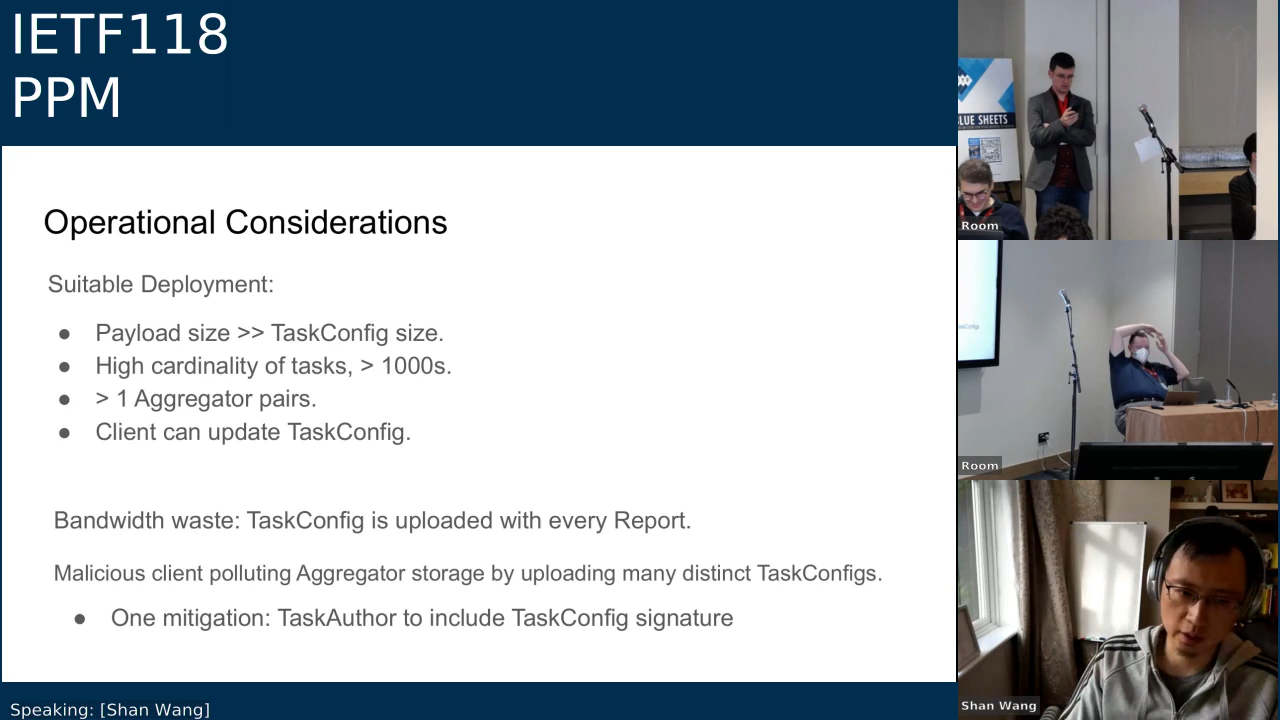 IETF118
PPM
Operational Considerations
Suitable Deployment:
● Payload size >> TaskConfig size.
● High cardinality of tasks, > 1000s.
● > 1 Aggregator pairs.
● Client can update TaskConfig.
Bandwidth waste: TaskConfig is uploaded with every Report.
Malicious client polluting Aggregator storage by uploading many distinct TaskConfigs.
● One mitigation: TaskAuthor to include TaskConfig signature
Speaking: [Shan Wang]
BLUE SHEETS
Room
Room
Shan Wang